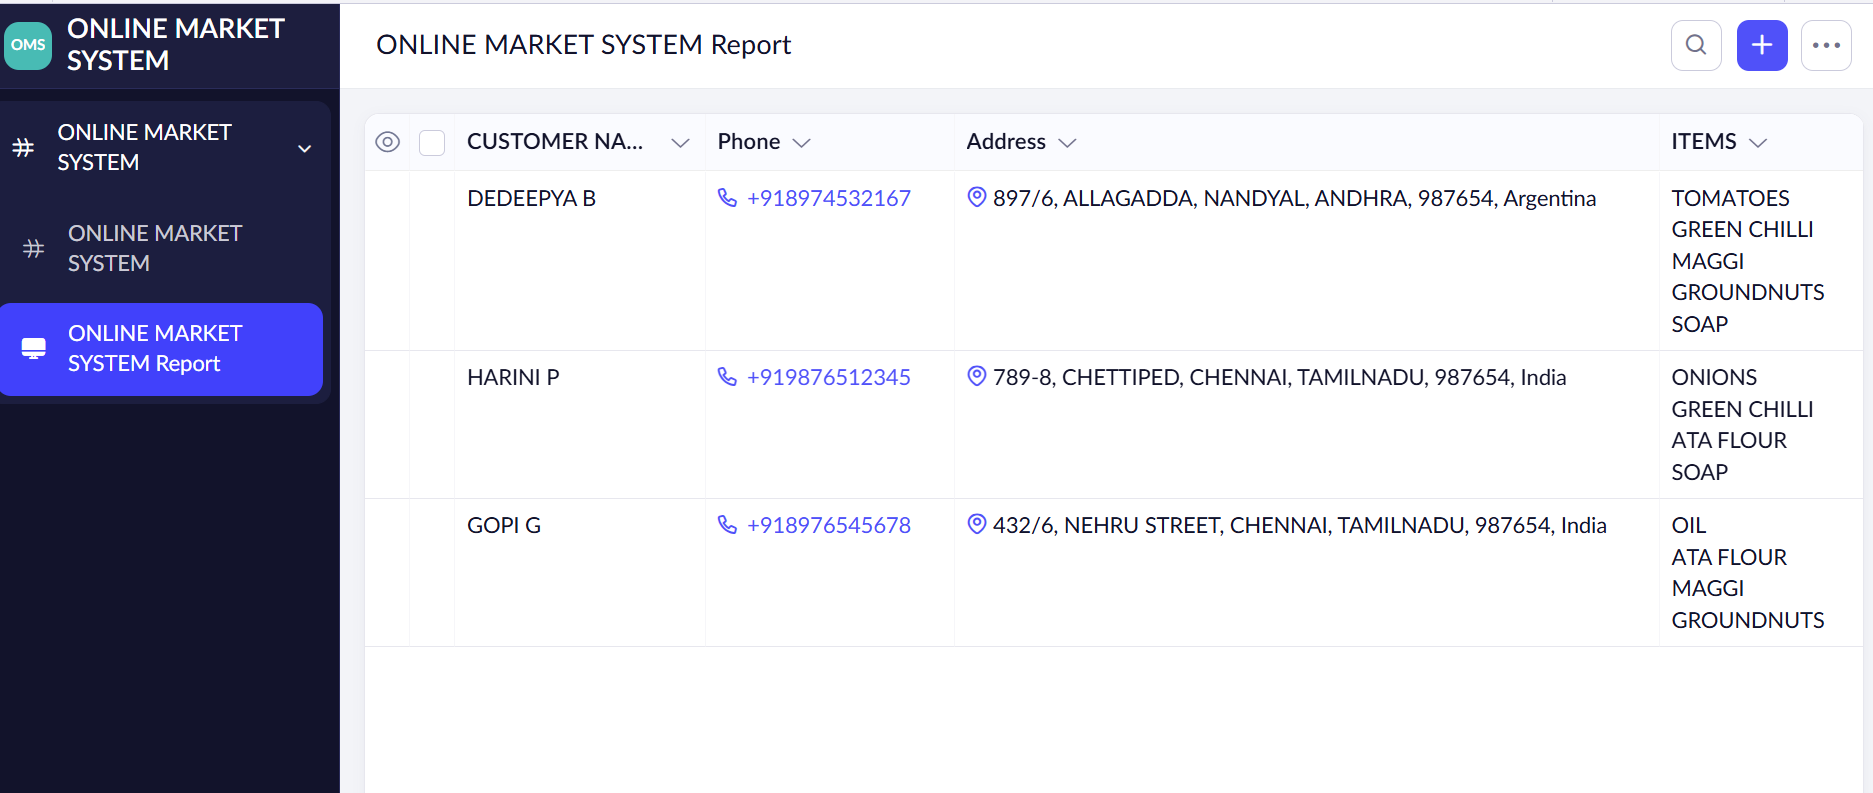 OMS
ONLINE MARKET
SYSTEM
ONLINE MARKET
SYSTEM
ONLINE MARKET
SYSTEM
ONLINE MARKET
SYSTEM Report
ONLINE MARKET SYSTEM Report
CUSTOMER NA... Phone Address ITEMS
DEDEEPYA B +918974532167 897/6, ALLAGADDA, NANDYAL, ANDHRA, 987654, Argentina TOMATOES
GREEN CHILLI
MAGGI
GROUNDNUTS
SOAP
HARINI P +919876512345 789-8, CHETTIPED, CHENNAI, TAMILNADU, 987654, India ONIONS
GREEN CHILLI
ATA FLOUR
SOAP
GOPI G +918976545678 432/6, NEHRU STREET, CHENNAI, TAMILNADU, 987654, India OIL
ATA FLOUR
MAGGI
GROUNDNUTS